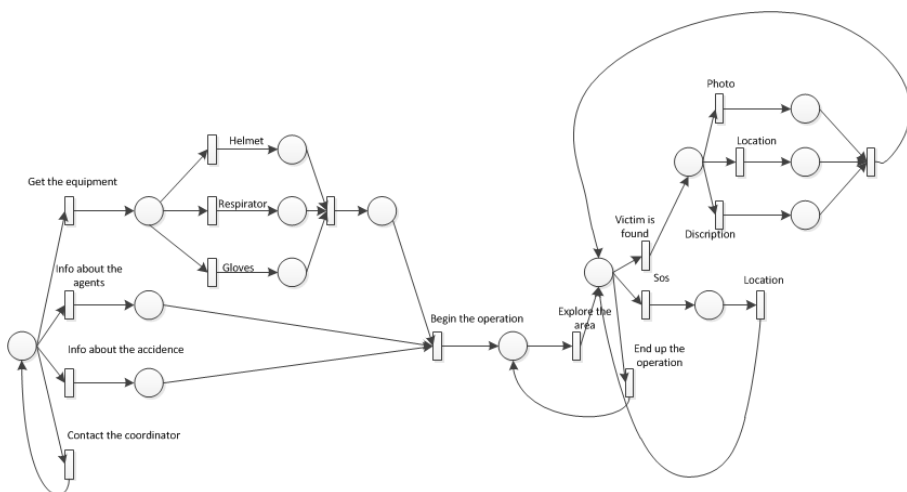 Photo
Helmet
Location
Get the equipment
Respirator
Victim is
found
Discription
Gloves
Info about the
agents
Sos
Location
Begin the operation
Explore the
area
Info about the accidence
End up the
operation
Contact the coordinator